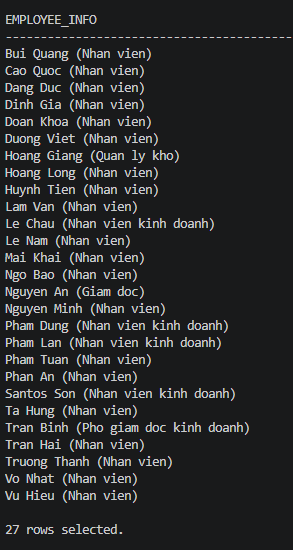 EMPLOYEE_INFO
-----------------------------------------
Bui Quang (Nhan vien)
Cao Quoc (Nhan vien)
Dang Duc (Nhan vien)
Dinh Gia (Nhan vien)
Doan Khoa (Nhan vien)
Duong Viet (Nhan vien)
Hoang Giang (Quan ly kho)
Hoang Long (Nhan vien)
Huynh Tien (Nhan vien)
Lam Van (Nhan vien)
Le Chau (Nhan vien kinh doanh)
Le Nam (Nhan vien)
Mai Khai (Nhan vien)
Ngo Bao (Nhan vien)
Nguyen An (Giam doc)
Nguyen Minh (Nhan vien)
Pham Dung (Nhan vien kinh doanh)
Pham Lan (Nhan vien kinh doanh)
Pham Tuan (Nhan vien)
Phan An (Nhan vien)
Santos Son (Nhan vien kinh doanh)
Ta Hung (Nhan vien)
Tran Binh (Pho giam doc kinh doanh)
Tran Hai (Nhan vien)
Truong Thanh (Nhan vien)
Vo Nhat (Nhan vien)
Vu Hieu (Nhan vien)
27 rows selected.